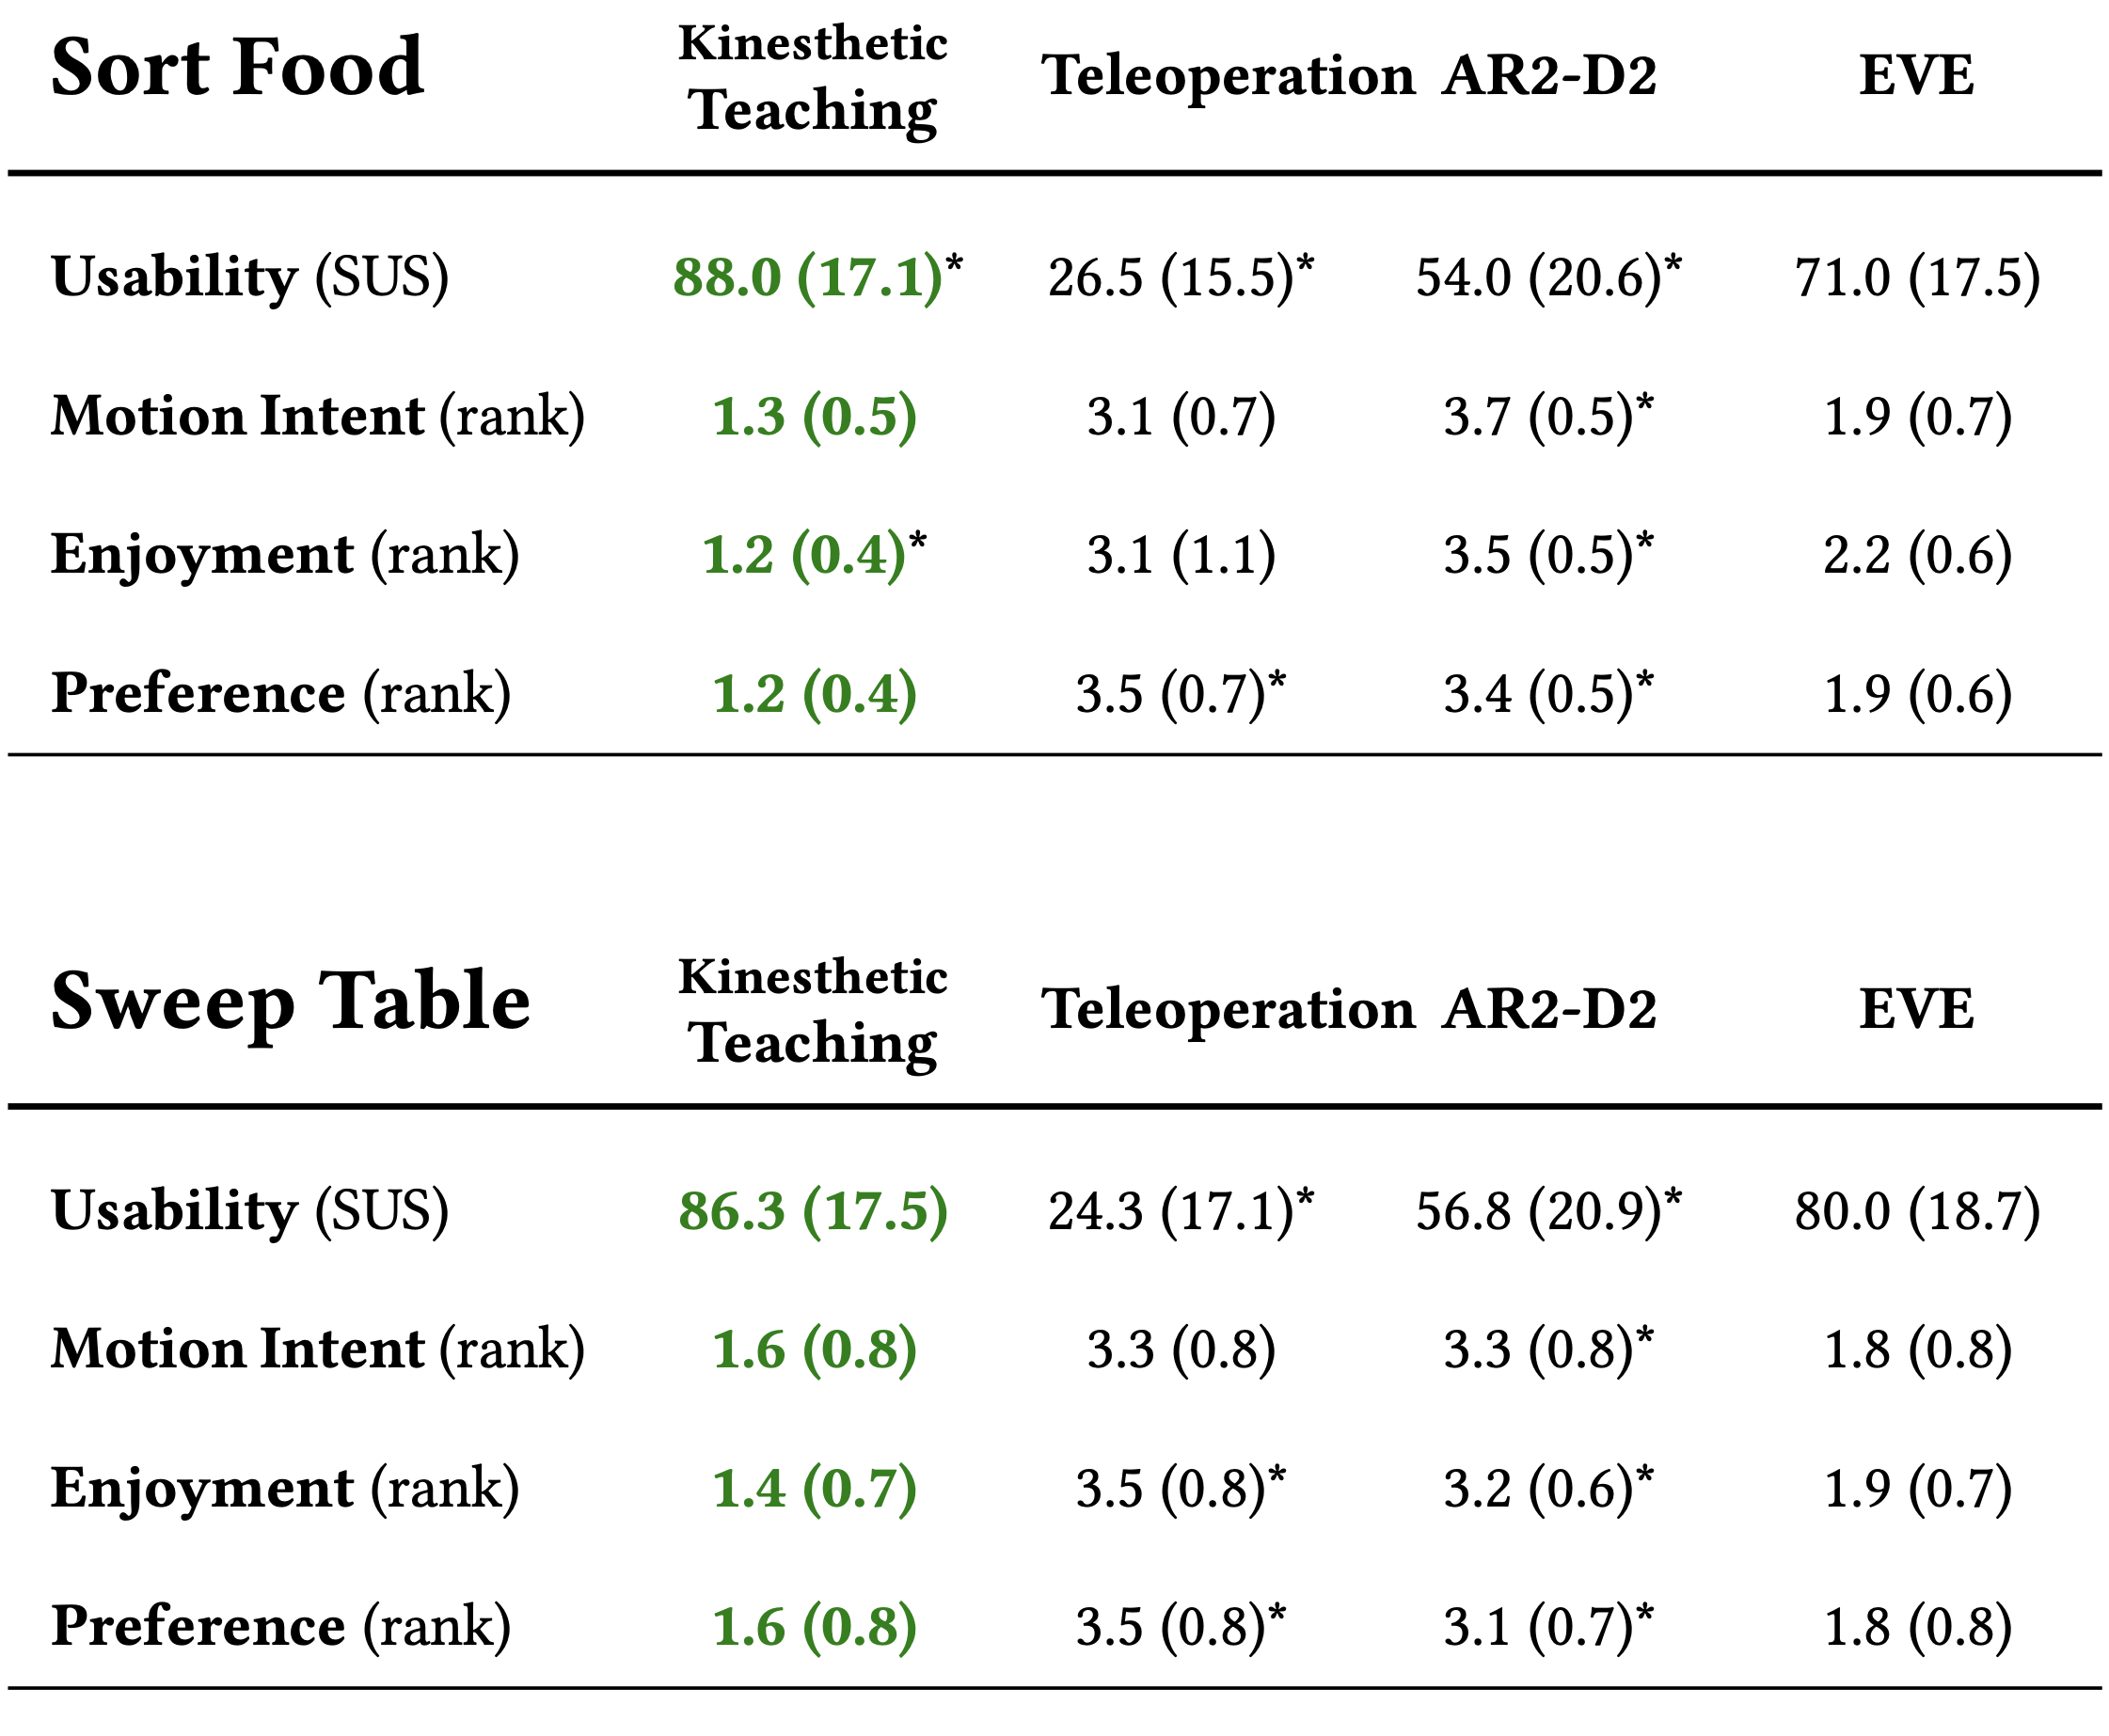 Sort Food Kinesthetic Teaching Teleoperation AR2-D2 EVE
Usability (SUS) 88.0 (17.1)* 26.5 (15.5)* 54.0 (20.6)* 71.0 (17.5)
Motion Intent (rank) 1.3 (0.5) 3.1 (0.7) 3.7 (0.5)* 1.9 (0.7)
Enjoyment (rank) 1.2 (0.4)* 3.1 (1.1) 3.5 (0.5)* 2.2 (0.6)
Preference (rank) 1.2 (0.4) 3.5 (0.7)* 3.4 (0.5)* 1.9 (0.6)
Sweep Table Kinesthetic Teaching Teleoperation AR2-D2 EVE
Usability (SUS) 86.3 (17.5) 24.3 (17.1)* 56.8 (20.9)* 80.0 (18.7)
Motion Intent (rank) 1.6 (0.8) 3.3 (0.8) 3.3 (0.8)* 1.8 (0.8)
Enjoyment (rank) 1.4 (0.7) 3.5 (0.8)* 3.2 (0.6)* 1.9 (0.7)
Preference (rank) 1.6 (0.8) 3.5 (0.8)* 3.1 (0.7)* 1.8 (0.8)